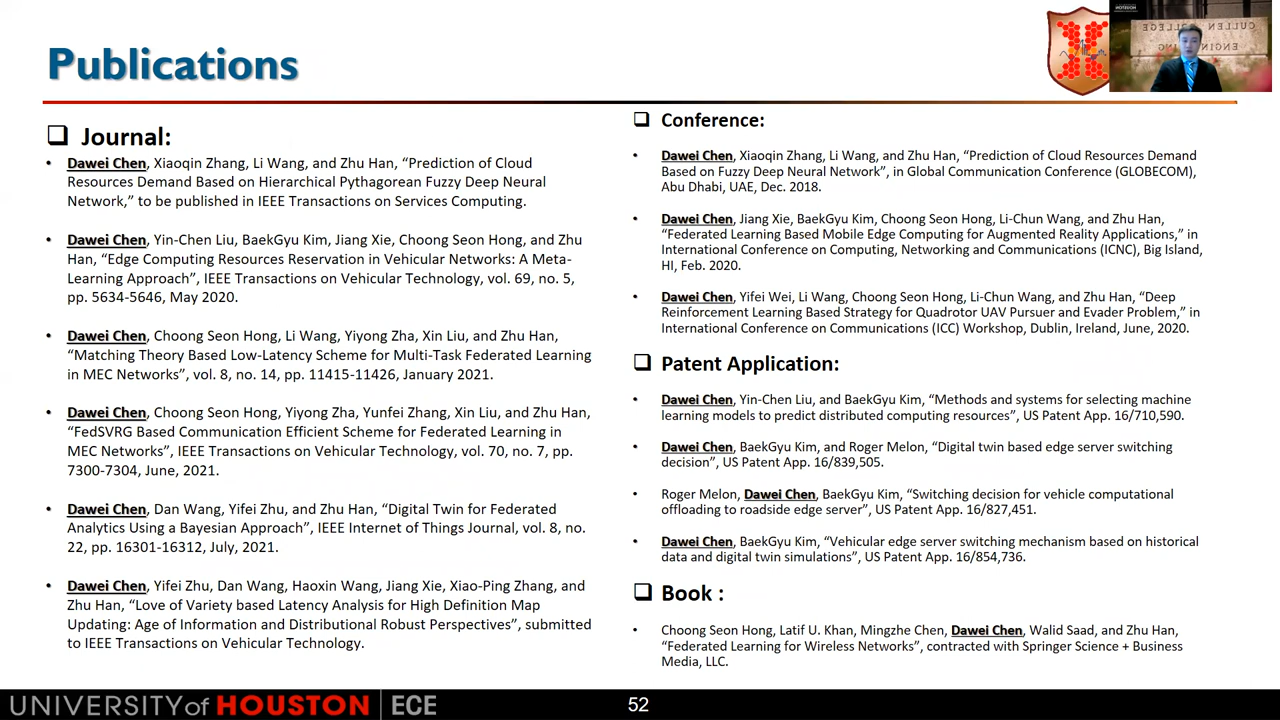 Publications
❑ Journal:
• Dawei Chen, Xiaoqin Zhang, Li Wang, and Zhu Han, “Prediction of Cloud
Resources Demand Based on Hierarchical Pythagorean Fuzzy Deep Neural
Network,” to be published in IEEE Transactions on Services Computing.
• Dawei Chen, Yin-Chen Liu, BaekGyu Kim, Jiang Xie, Choong Seon Hong, and Zhu
Han, “Edge Computing Resources Reservation in Vehicular Networks: A Meta-
Learning Approach”, IEEE Transactions on Vehicular Technology, vol. 69, no. 5,
pp. 5634-5646, May 2020.
• Dawei Chen, Choong Seon Hong, Li Wang, Yiyong Zha, Xin Liu, and Zhu Han,
“Matching Theory Based Low-Latency Scheme for Multi-Task Federated Learning
in MEC Networks”, vol. 8, no. 14, pp. 11415-11426, January 2021.
• Dawei Chen, Choong Seon Hong, Yiyong Zha, Yunfei Zhang, Xin Liu, and Zhu Han,
“FedSVRG Based Communication Efficient Scheme for Federated Learning in
MEC Networks”, IEEE Transactions on Vehicular Technology, vol. 70, no. 7, pp.
7300-7304, June, 2021.
• Dawei Chen, Dan Wang, Yifei Zhu, and Zhu Han, “Digital Twin for Federated
Analytics Using a Bayesian Approach”, IEEE Internet of Things Journal, vol. 8, no.
22, pp. 16301-16312, July, 2021.
• Dawei Chen, Yifei Zhu, Dan Wang, Haoxin Wang, Jiang Xie, Xiao-Ping Zhang, and
Zhu Han, “Love of Variety based Latency Analysis for High Definition Map
Updating: Age of Information and Distributional Robust Perspectives”, submitted
to IEEE Transactions on Vehicular Technology.
❑ Conference:
• Dawei Chen, Xiaoqin Zhang, Li Wang, and Zhu Han, “Prediction of Cloud Resources Demand
Based on Fuzzy Deep Neural Network”, in Global Communication Conference (GLOBECOM),
Abu Dhabi, UAE, Dec. 2018.
• Dawei Chen, Jiang Xie, BaekGyu Kim, Choong Seon Hong, Li-Chun Wang, and Zhu Han,
“Federated Learning Based Mobile Edge Computing for Augmented Reality Applications,” in
International Conference on Computing, Networking and Communications (ICNC), Big Island,
HI, Feb. 2020.
• Dawei Chen, Yifei Wei, Li Wang, Choong Seon Hong, Li-Chun Wang, and Zhu Han, “Deep
Reinforcement Learning Based Strategy for Quadrotor UAV Pursuer and Evader Problem,” in
International Conference on Communications (ICC) Workshop, Dublin, Ireland, June, 2020.
❑ Patent Application:
• Dawei Chen, Yin-Chen Liu, and BaekGyu Kim, “Methods and systems for selecting machine
learning models to predict distributed computing resources”, US Patent App. 16/710,590.
• Dawei Chen, BaekGyu Kim, and Roger Melon, “Digital twin based edge server switching
decision”, US Patent App. 16/839,505.
• Roger Melon, Dawei Chen, BaekGyu Kim, “Switching decision for vehicle computational
offloading to roadside edge server”, US Patent App. 16/827,451.
• Dawei Chen, BaekGyu Kim, “Vehicular edge server switching mechanism based on historical
data and digital twin simulations”, US Patent App. 16/854,736.
❑ Book :
• Choong Seon Hong, Latif U. Khan, Mingzhe Chen, Dawei Chen, Walid Saad, and Zhu Han,
“Federated Learning for Wireless Networks”, contracted with Springer Science + Business
Media, LLC.
CULLEN COLLEGE
UNIVERSITY of HOUSTON | ECE
52